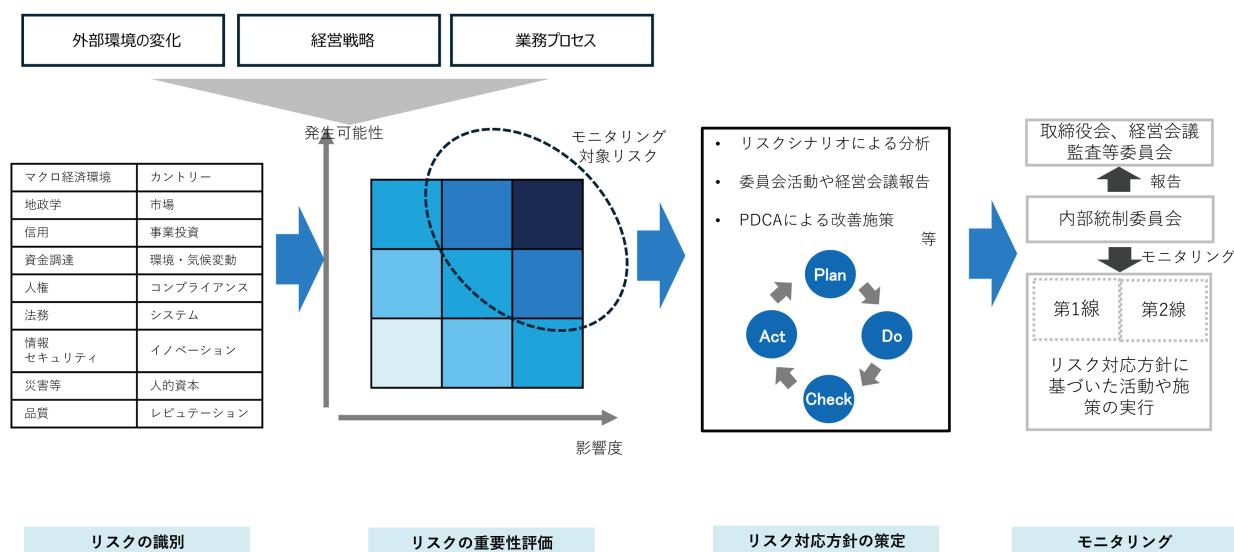 外部環境の変化
経営戦略
業務プロセス
マクロ経済環境
カントリー
地政学
市場
信用
事業投資
資金調達
環境・気候変動
人権
コンプライアンス
法務
システム
情報
セキュリティ
イノベーション
災害等
人的資本
品質
レピュテーション
発生可能性
モニタリング
対象リスク
影響度
• リスクシナリオによる分析
• 委員会活動や経営会議報告
• PDCAによる改善施策
等
Plan
Do
Check
Act
取締役会、経営会議
監査等委員会
報告
内部統制委員会
モニタリング
第1線
第2線
リスク対応方針に
基づいた活動や施
策の実行
リスクの識別
リスクの重要性評価
リスク対応方針の策定
モニタリング